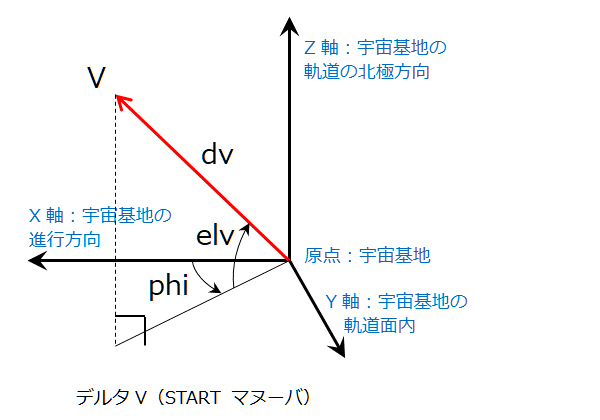 Z 軸：宇宙基地の
軌道の北極方向
V
dv
X 軸：宇宙基地の
進行方向
elv
原点：宇宙基地
phi
Y 軸：宇宙基地の
軌道面内
デルタ V（START マヌーバ）